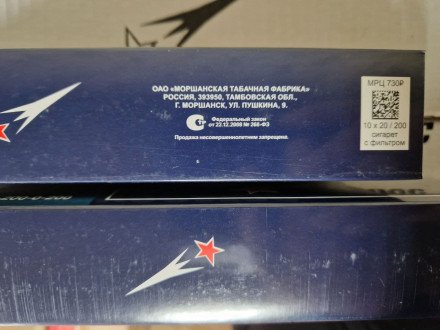 ОАО «МОРШАНСКАЯ ТАБАЧНАЯ ФАБРИКА»
РОССИЯ, 393950, ТАМБОВСКАЯ ОБЛ.,
Г. МОРШАНСК, УЛ. ПУШКИНА, 9.
Федеральный закон
от 22.12.2008 № 268-ФЗ
Продажа несовершеннолетним запрещена.
МРЦ 730₽
10 x 20 / 200
сигарет
с фильтром